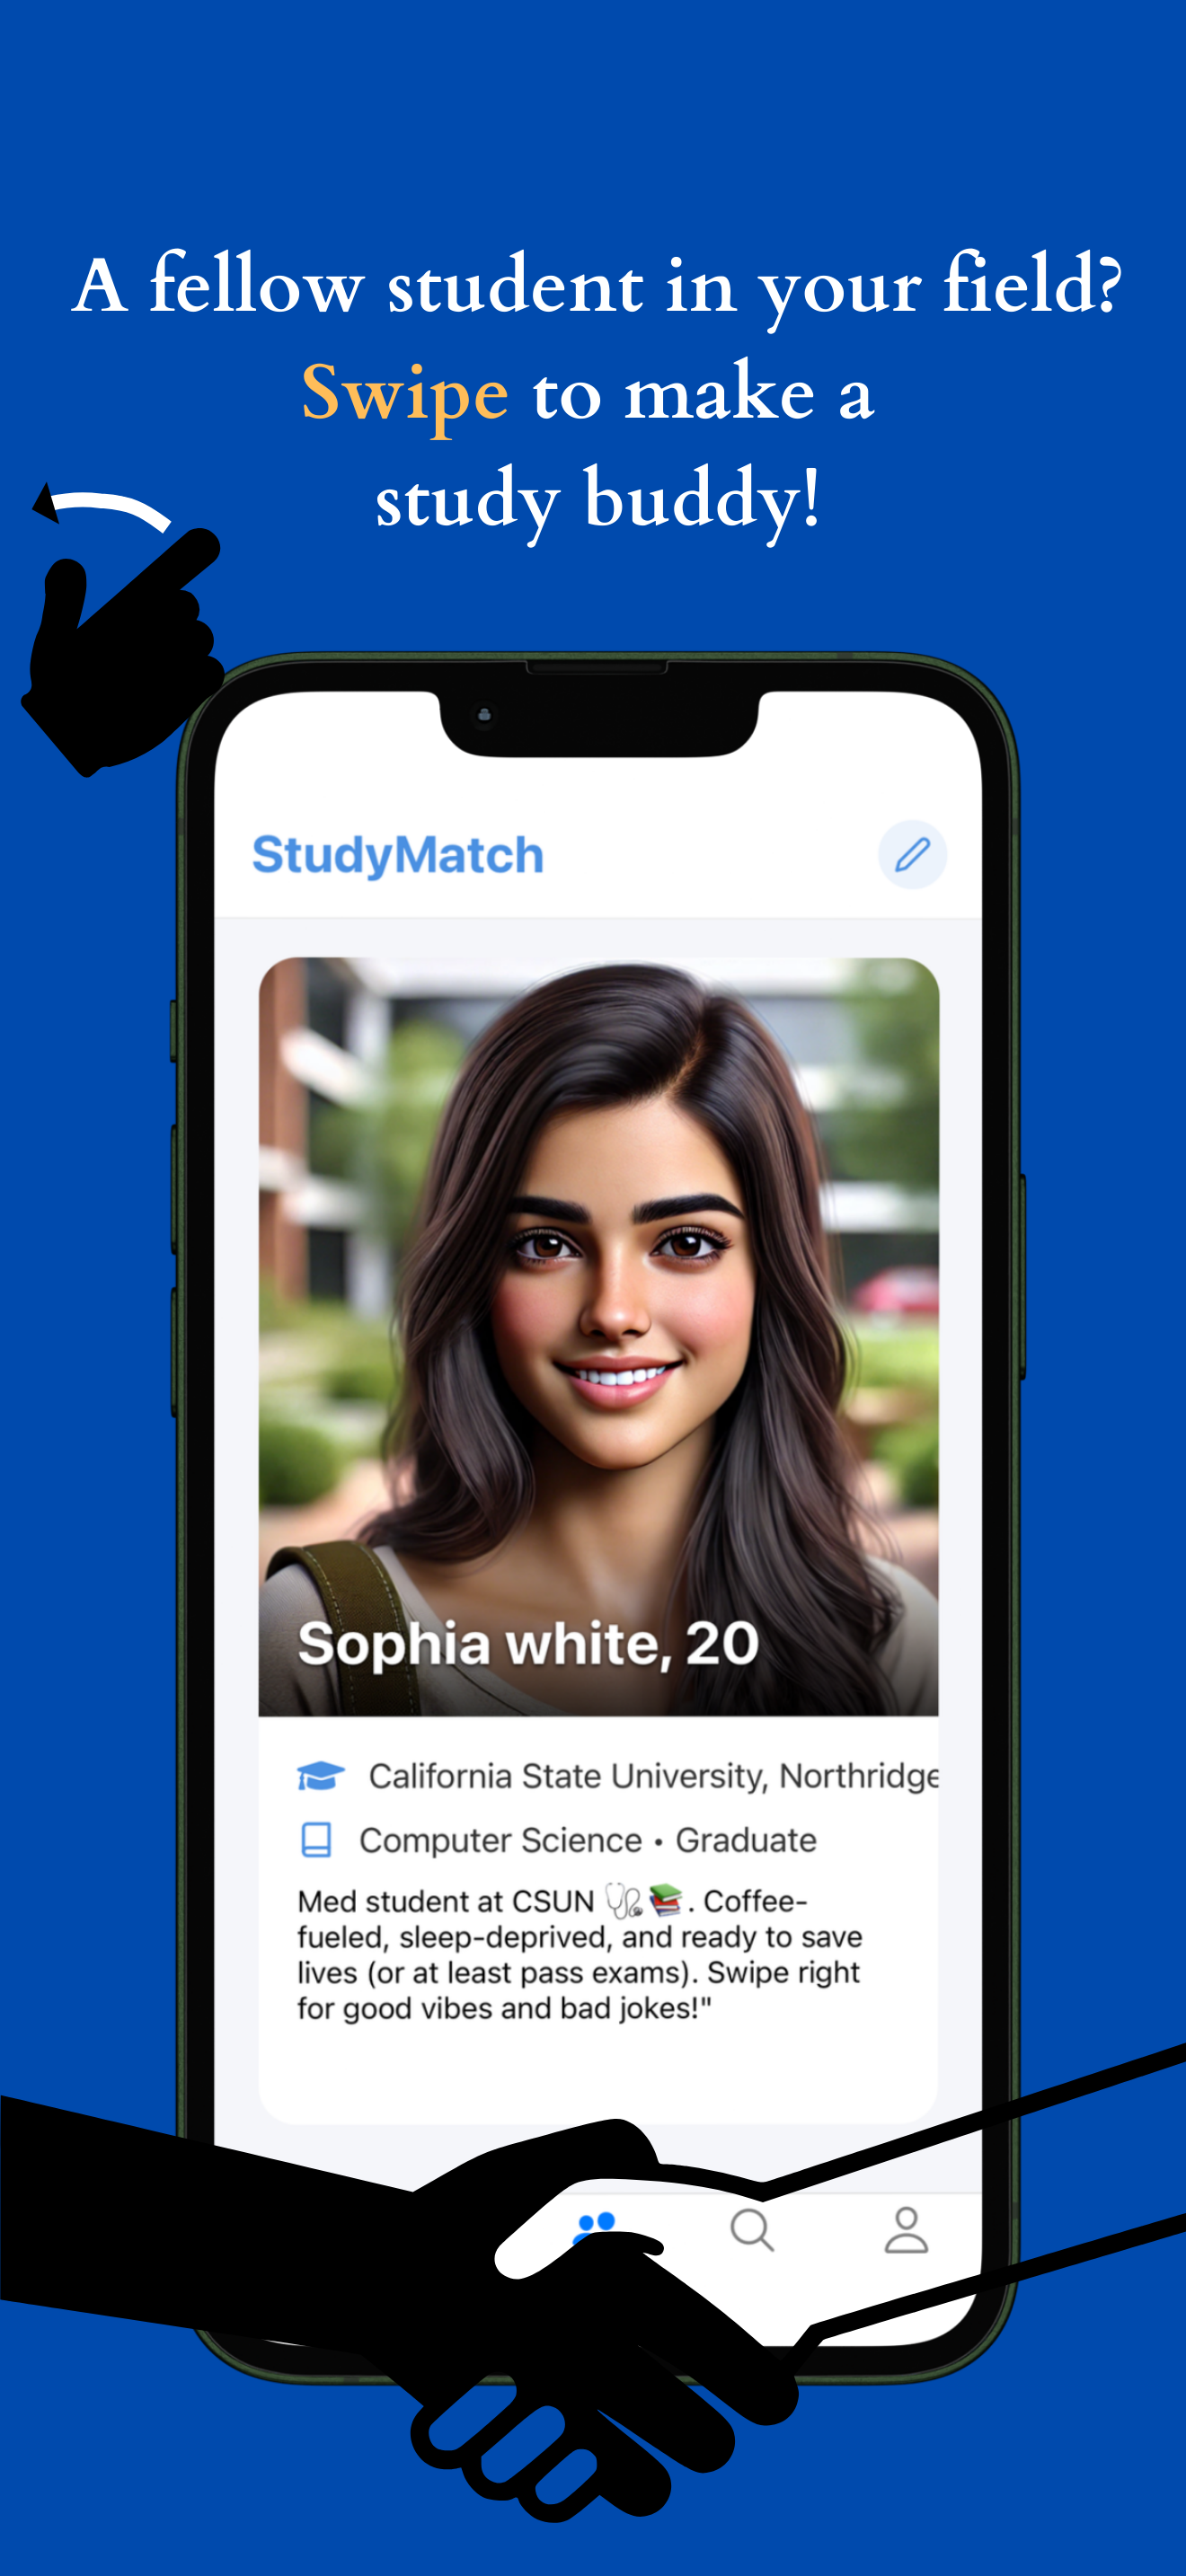 A fellow student in your field?
Swipe to make a
study buddy!
StudyMatch
Sophia white, 20
California State University, Northridge
Computer Science • Graduate
Med student at CSUN 🩺📚. Coffee-
fueled, sleep-deprived, and ready to save
lives (or at least pass exams). Swipe right
for good vibes and bad jokes!"